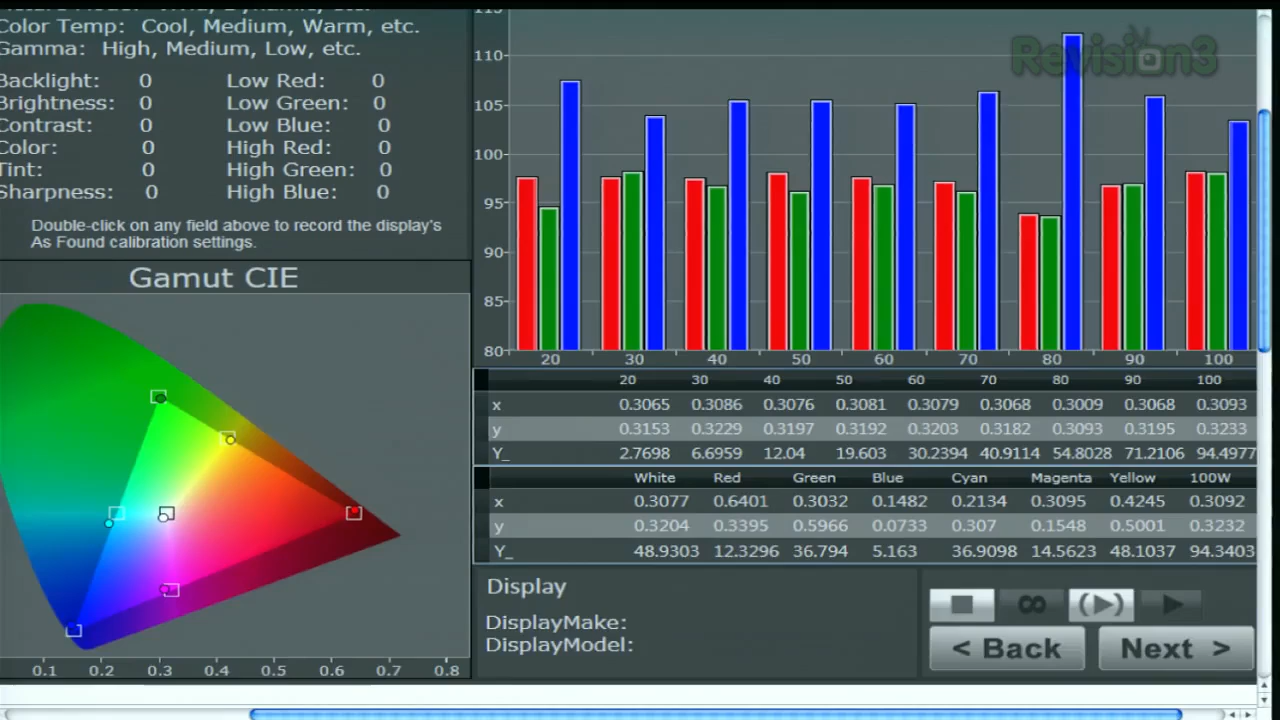 Color Temp: Cool, Medium, Warm, etc.
Gamma: High, Medium, Low, etc.
Backlight: 0 Low Red: 0
Brightness: 0 Low Green: 0
Contrast: 0 Low Blue: 0
Color: 0 High Red: 0
Tint: 0 High Green: 0
Sharpness: 0 High Blue: 0
Double-click on any field above to record the display's
As Found calibration settings.
Gamut CIE
0.1 0.2 0.3 0.4 0.5 0.6 0.7 0.8
Revision3
115
110
105
100
95
90
85
80
20 30 40 50 60 70 80 90 100
20 30 40 50 60 70 80 90 100
x 0.3065 0.3086 0.3076 0.3081 0.3079 0.3068 0.3009 0.3068 0.3093
y 0.3153 0.3229 0.3197 0.3192 0.3203 0.3182 0.3093 0.3195 0.3233
Y_ 2.7698 6.6959 12.04 19.603 30.2394 40.9114 54.8028 71.2106 94.4977
White Red Green Blue Cyan Magenta Yellow 100W
x 0.3077 0.6401 0.3032 0.1482 0.2134 0.3095 0.4245 0.3092
y 0.3204 0.3395 0.5966 0.0733 0.307 0.1548 0.5001 0.3232
Y_ 48.9303 12.3296 36.794 5.163 36.9098 14.5623 48.1037 94.3403
Display
DisplayMake:
DisplayModel:
< Back Next >